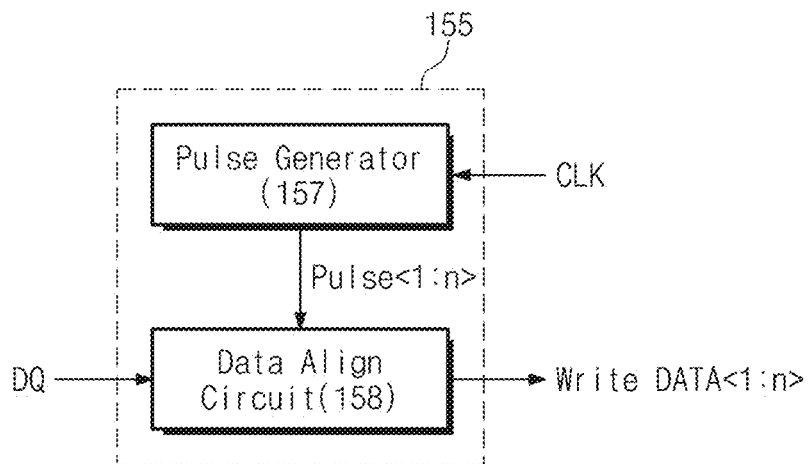 155
Pulse Generator
(157)
CLK
Pulse<1:n>
DQ
Data Align
Circuit(158)
Write DATA<1:n>